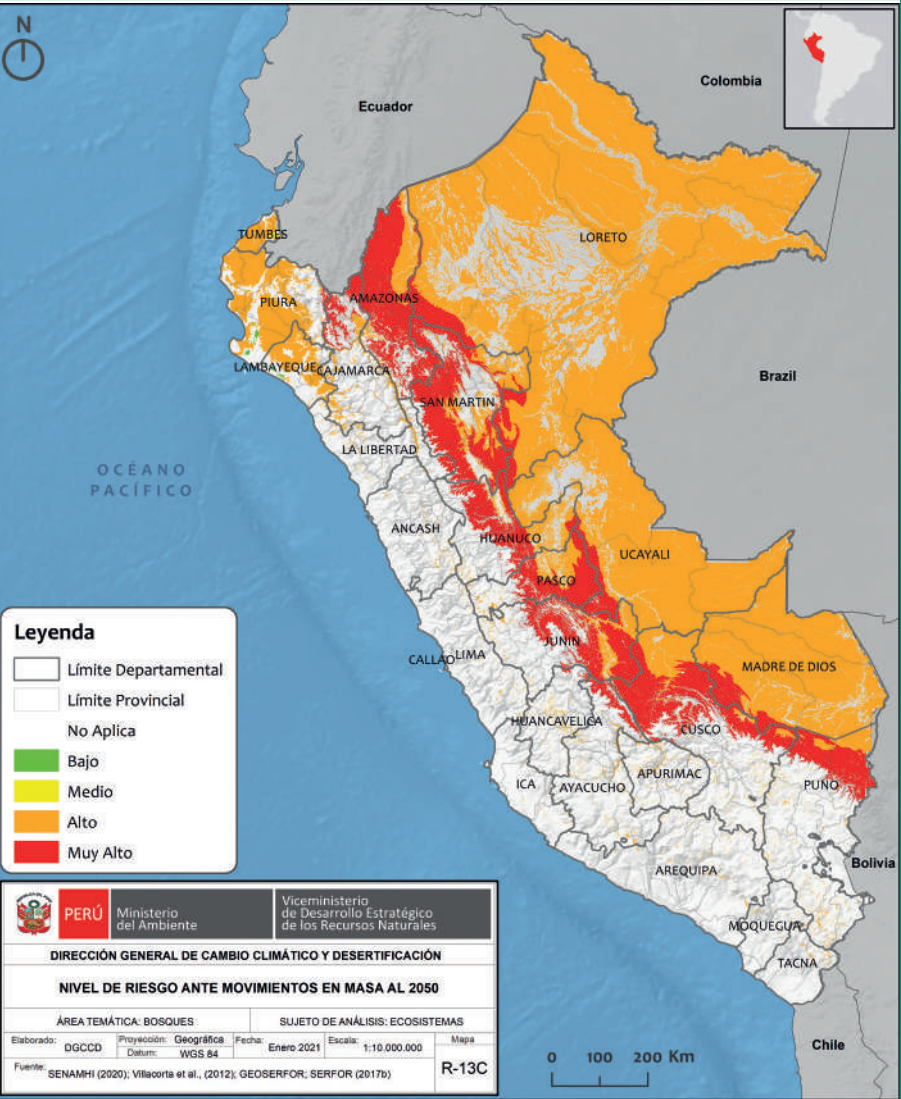 N
Colombia
Ecuador
TUMBES
LORETO
PIURA
AMAZONAS
LAMBAYEQUE
CAJAMARCA
Brazil
SAN MARTIN
LA LIBERTAD
OCÉANO
PACÍFICO
ANCASH
HUANUCO
UCAYALI
PASCO
JUNIN
MADRE DE DIOS
CALLAO
LIMA
HUANCAVELICA
CUSCO
ICA
AYACUCHO
APURIMAC
PUNO
Bolivia
AREQUIPA
MOQUEGUA
TACNA
Chile
0 100 200 Km
Leyenda
Límite Departamental
Límite Provincial
No Aplica
Bajo
Medio
Alto
Muy Alto
PERÚ
Ministerio
del Ambiente
Viceministerio
de Desarrollo Estratégico
de los Recursos Naturales
DIRECCIÓN GENERAL DE CAMBIO CLIMÁTICO Y DESERTIFICACIÓN
NIVEL DE RIESGO ANTE MOVIMIENTOS EN MASA AL 2050
ÁREA TEMÁTICA: BOSQUES
SUJETO DE ANÁLISIS: ECOSISTEMAS
Elaborado: DGCCD
Proyección: Geográfica
Datum: WGS 84
Fecha: Enero 2021
Escala: 1:10.000.000
Mapa
R-13C
Fuente: SENAMHI (2020); Villacorta et al., (2012); GEOSERFOR; SERFOR (2017b)